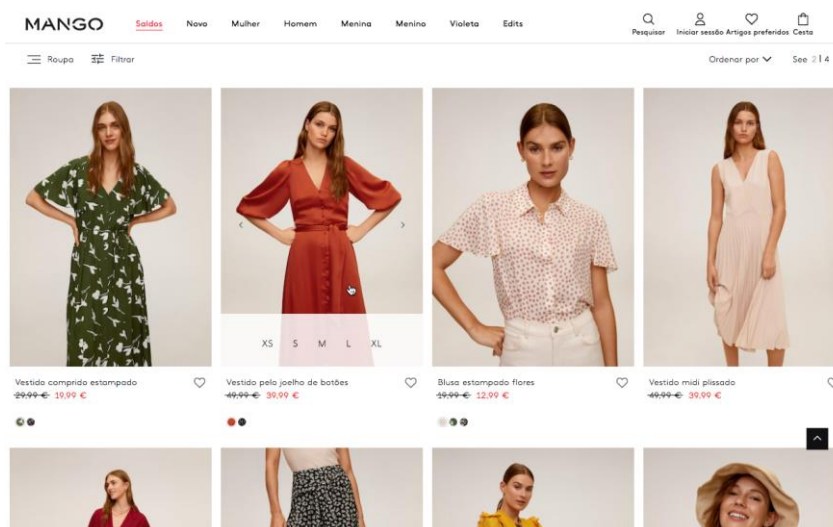 MANGO
Saldos Novo Mulher Homem Menina Menino Violeta Edits
Pesquisar Iniciar sessão Artigos preferidos Cesta
Roupa Filtrar
Ordenar por See 2 | 4
XS S M L XL
Vestido comprido estampado
29,99 € 19,99 €
Vestido pelo joelho de botões
49,99 € 39,99 €
Blusa estampado flores
19,99 € 12,99 €
Vestido midi plissado
49,99 € 39,99 €